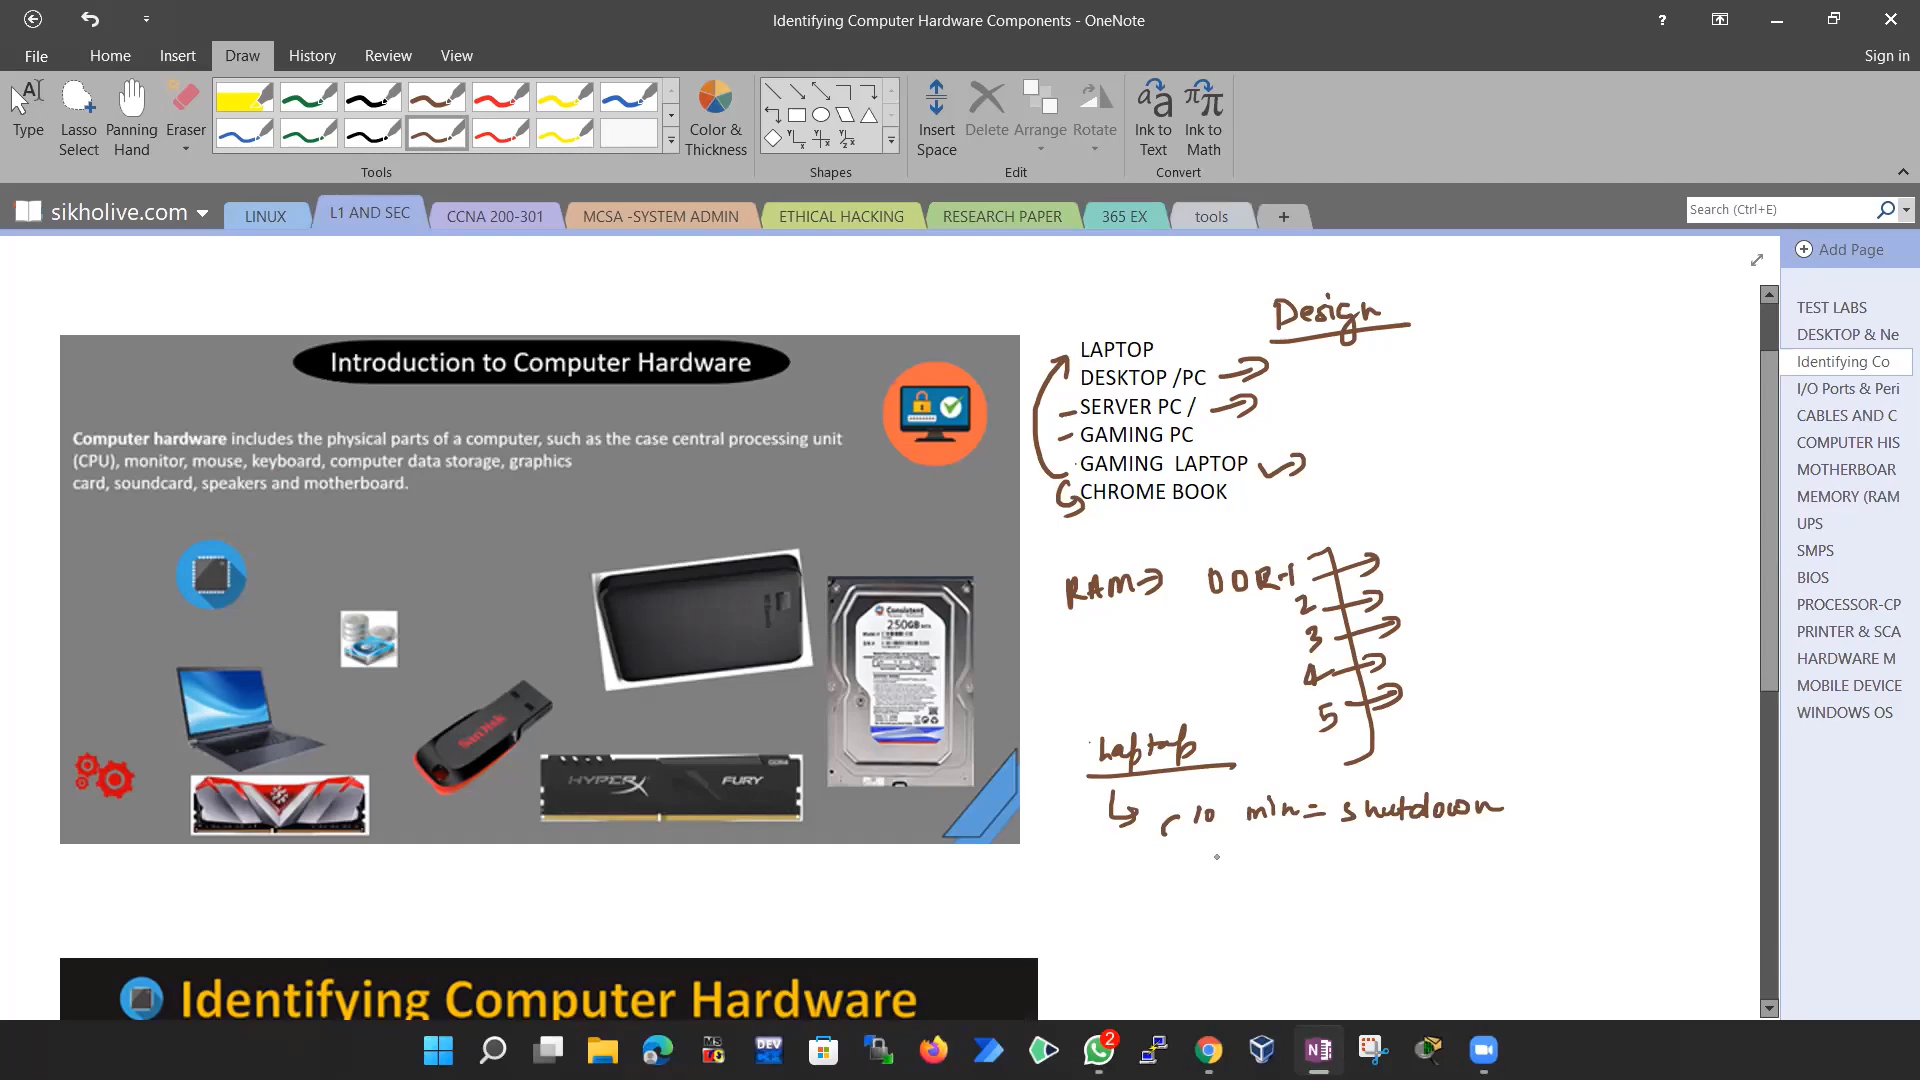 Identifying Computer Hardware Components - OneNote
?
File
Home
Insert
Draw
History
Review
View
Sign in
Type
Lasso Select
Panning Hand
Eraser
Color & Thickness
Insert Space
Delete
Arrange
Rotate
Ink to Text
Ink to Math
Tools
Shapes
Edit
Convert
sikholive.com
LINUX
L1 AND SEC
CCNA 200-301
MCSA -SYSTEM ADMIN
ETHICAL HACKING
RESEARCH PAPER
365 EX
tools
+
Search (Ctrl+E)
Add Page
TEST LABS
DESKTOP & Ne
Identifying Co
I/O Ports & Peri
CABLES AND C
COMPUTER HIS
MOTHERBOAR
MEMORY (RAM
UPS
SMPS
BIOS
PROCESSOR-CP
PRINTER & SCA
HARDWARE M
MOBILE DEVICE
WINDOWS OS
Introduction to Computer Hardware
Computer hardware includes the physical parts of a computer, such as the case central processing unit
(CPU), monitor, mouse, keyboard, computer data storage, graphics
card, soundcard, speakers and motherboard.
Consistent
250GB
SanDisk
HYPERX FURY
DDR4
Design
LAPTOP
DESKTOP /PC
SERVER PC /
GAMING PC
GAMING LAPTOP
CHROME BOOK
RAM → DDR-1
2
3
4
5
Laptop
10 min = shutdown
Identifying Computer Hardware
DEV
2